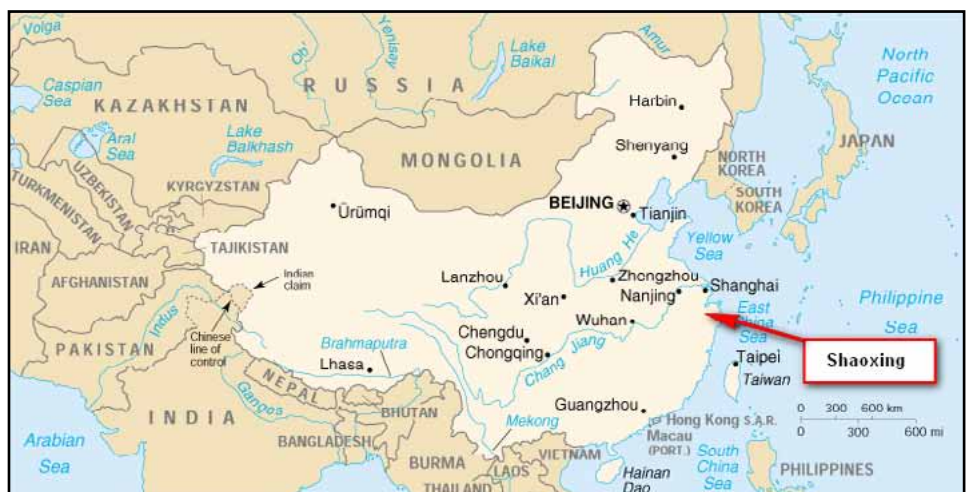 Volga
Ob'
Yenisey
Lake
Baikal
Amur
North
Pacific
Ocean
RUSSIA
Caspian
Sea
KAZAKHSTAN
Aral
Sea
Lake
Balkhash
Harbin
MONGOLIA
Shenyang
JAPAN
NORTH
KOREA
SOUTH
KOREA
UZBEKISTAN
TURKMENISTAN
KYRGYZSTAN
Ürümqi
BEIJING
Tianjin
IRAN
TAJIKISTAN
Yellow
Sea
AFGHANISTAN
Indian
claim
Lanzhou
Huang He
Zhengzhou
Xi'an
Nanjing
Shanghai
Philippine
Sea
Indus
Chinese
line of
control
East
China
Sea
Wuhan
Chengdu
Chongqing
Chang Jiang
Shaoxing
PAKISTAN
Brahmaputra
Lhasa
Taipei
Taiwan
NEPAL
Ganges
BHUTAN
INDIA
Mekong
Guangzhou
Hong Kong S.A.R.
Macau
(PORT.)
0 300 600 km
0 300 600 mi
BANGLADESH
Arabian
Sea
BURMA
LAOS
VIETNAM
South
China
Sea
PHILIPPINES
THAILAND
Hainan
Dao